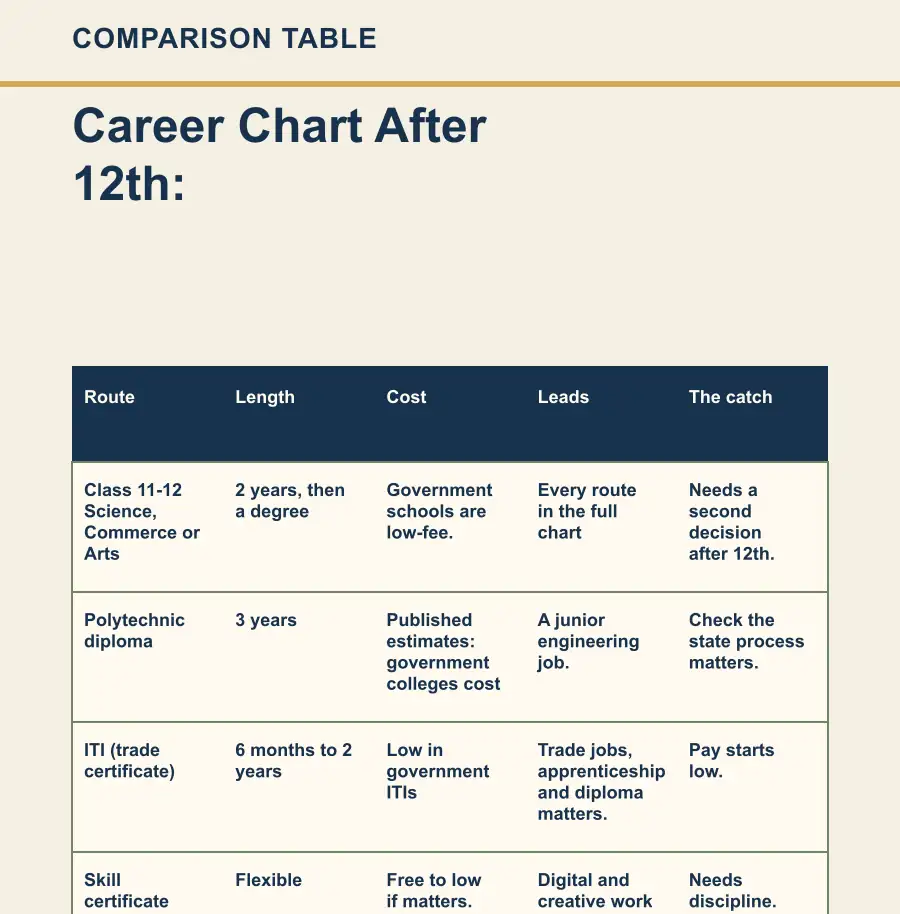 COMPARISON TABLE
Career Chart After
12th:
Route
Length
Cost
Leads
The catch
Class 11-12
Science,
Commerce or
Arts
2 years, then
a degree
Government
schools are
low-fee.
Every route
in the full
chart
Needs a
second
decision
after 12th.
Polytechnic
diploma
3 years
Published
estimates:
government
colleges cost
A junior
engineering
job.
Check the
state process
matters.
ITI (trade
certificate)
6 months to 2
years
Low in
government
ITIs
Trade jobs,
apprenticeship
and diploma
matters.
Pay starts
low.
Skill
certificate
Flexible
Free to low
if matters.
Digital and
creative work
Needs
discipline.